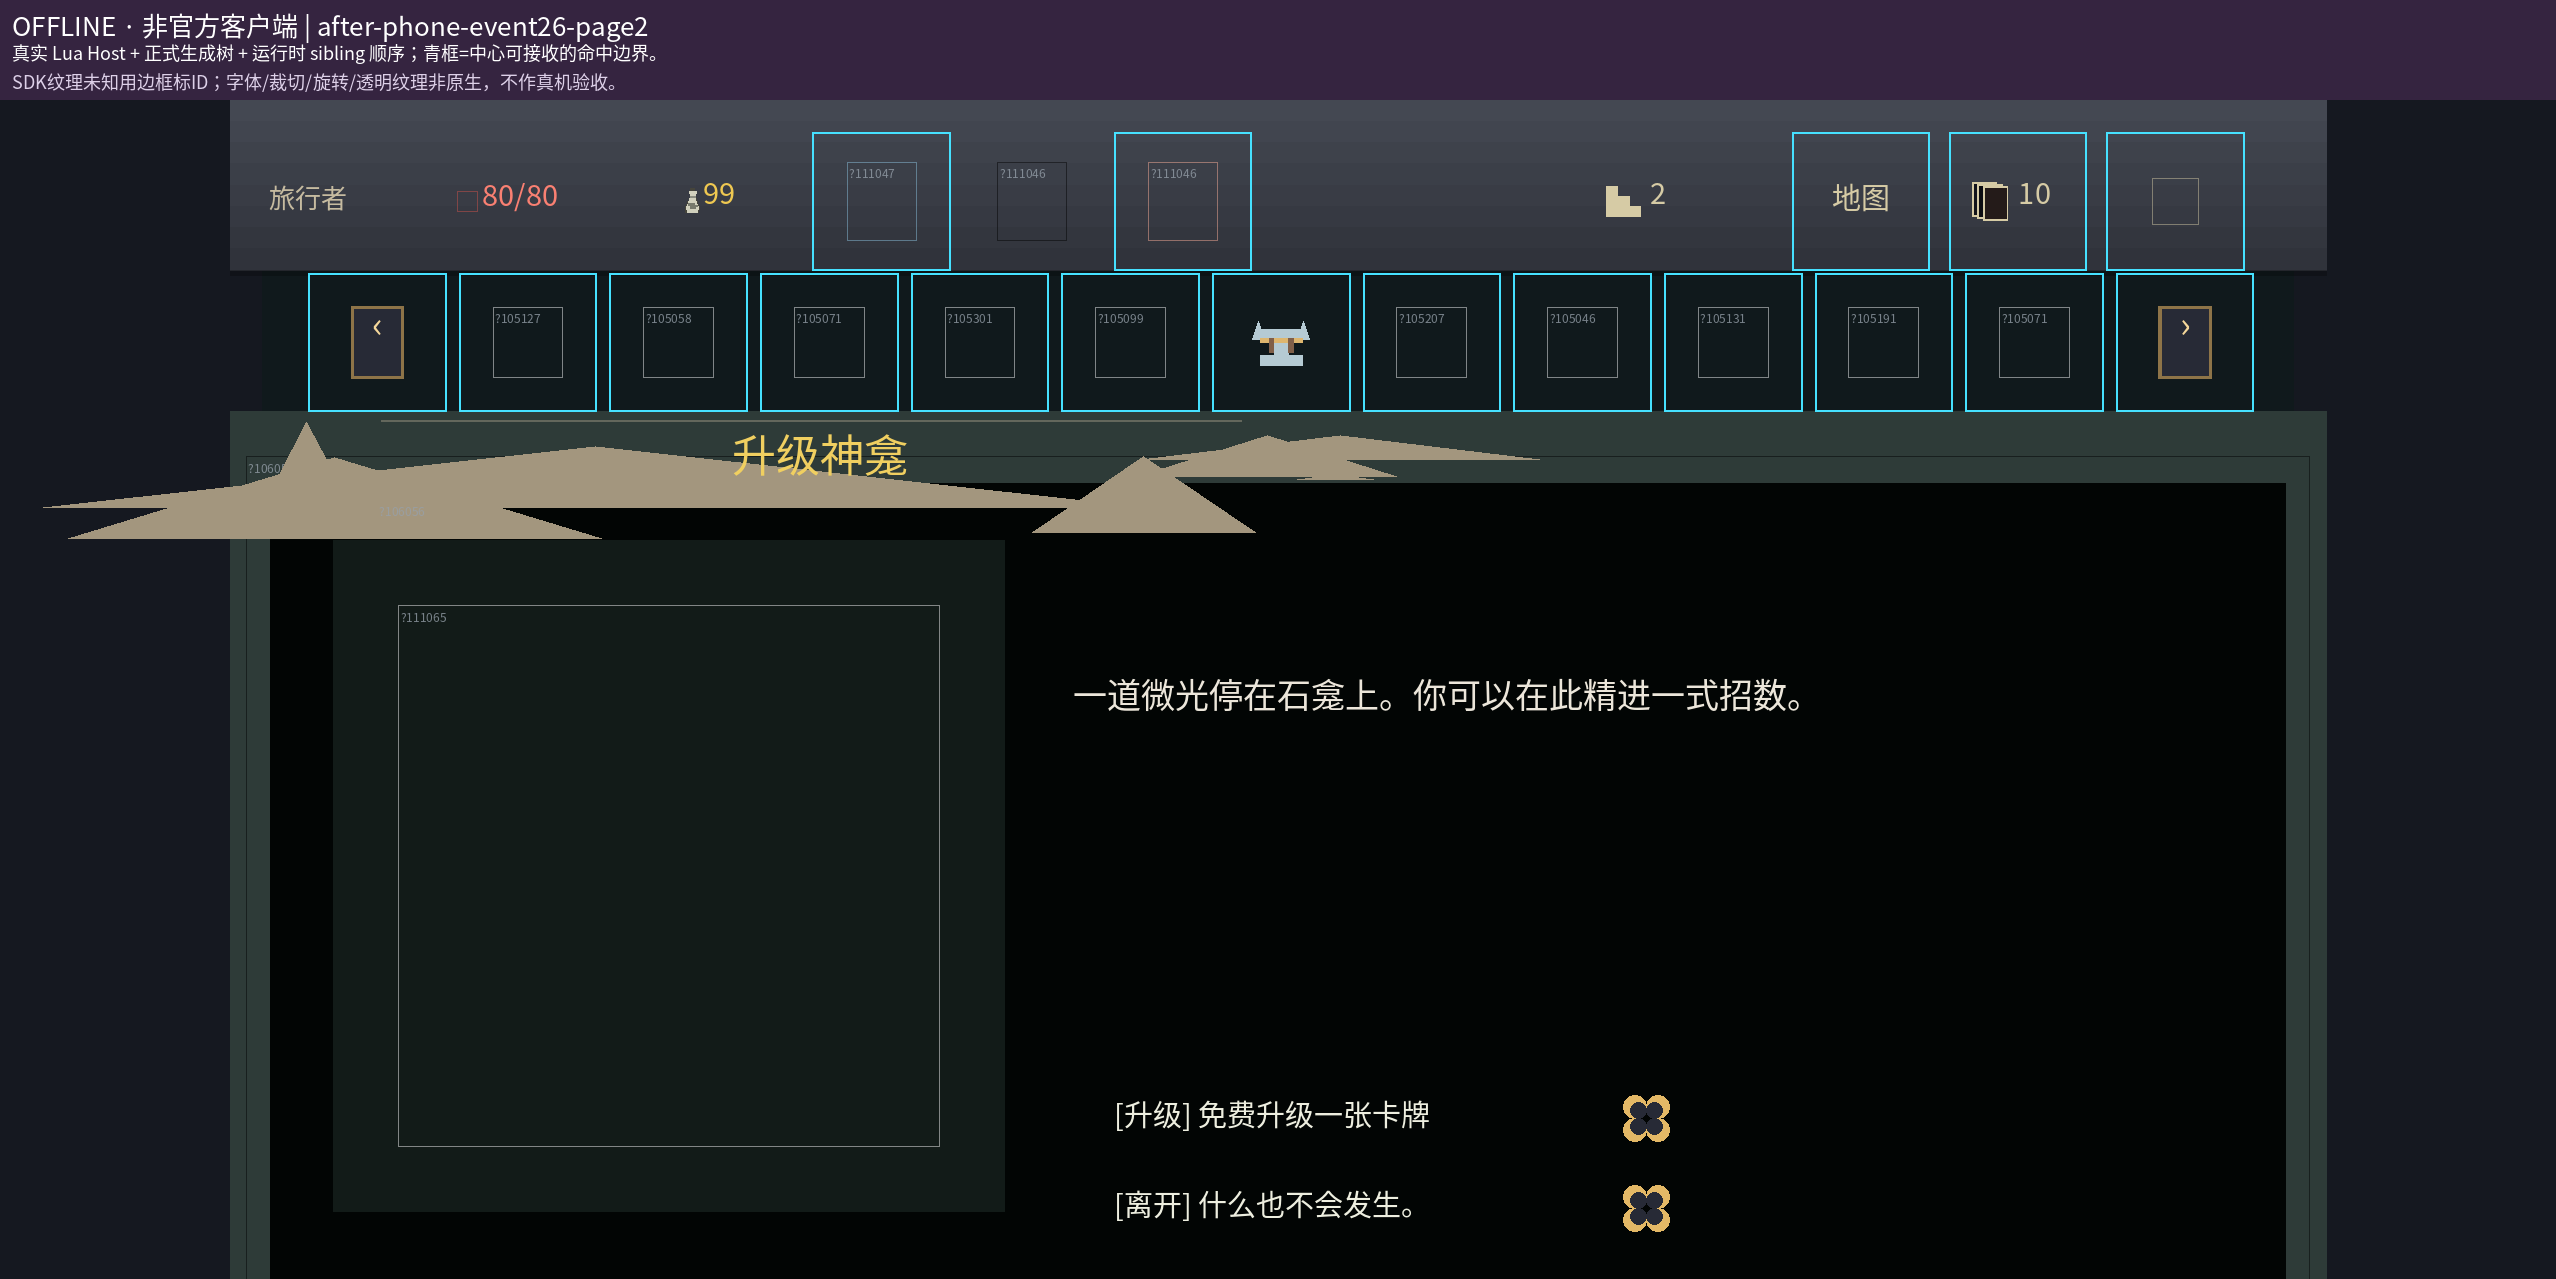 OFFLINE · 非官方客户端 | after-phone-event26-page2
真实 Lua Host + 正式生成树 + 运行时 sibling 顺序；青框=中心可接收的命中边界。
SDK纹理未知用边框标ID；字体/裁切/旋转/透明纹理非原生，不作真机验收。
旅行者 80/80 99 ?111047 ?111046 ?111046 2 地图 10
‹ ?105127 ?105058 ?105071 ?105301 ?105099 ?105207 ?105046 ?105131 ?105191 ?105071 ›
升级神龛
?111065
一道微光停在石龛上。你可以在此精进一式招数。
[升级] 免费升级一张卡牌
[离开] 什么也不会发生。